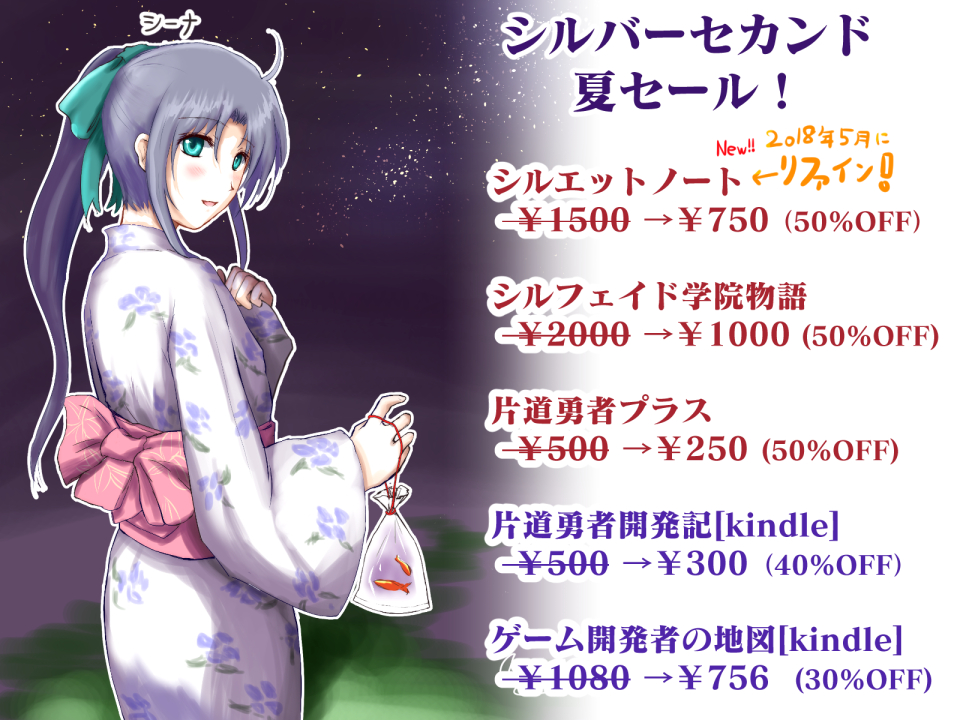 シーナ
シルバーセカンド
夏セール！
New!! 2018年5月に
シルエットノート ←リファイン!
￥1500 →￥750 (50%OFF)
シルフェイド学院物語
￥2000 →￥1000 (50%OFF)
片道勇者プラス
￥500 →￥250 (50%OFF)
片道勇者開発記[kindle]
￥500 →￥300 (40%OFF)
ゲーム開発者の地図[kindle]
￥1080 →￥756 (30%OFF)